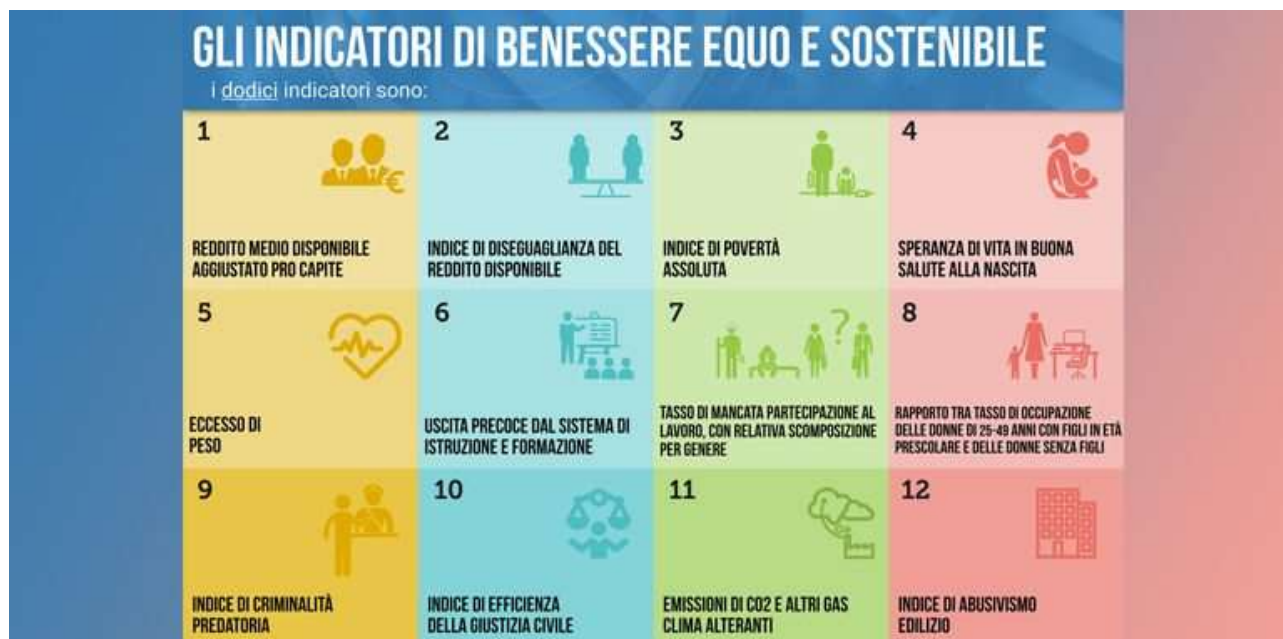 GLI INDICATORI DI BENESSERE EQUO E SOSTENIBILE
i dodici indicatori sono:
1
REDDITO MEDIO DISPONIBILE
AGGIUSTATO PRO CAPITE
2
INDICE DI DISEGUAGLIANZA DEL
REDDITO DISPONIBILE
3
INDICE DI POVERTÀ
ASSOLUTA
4
SPERANZA DI VITA IN BUONA
SALUTE ALLA NASCITA
5
ECCESSO DI
PESO
6
USCITA PRECOCE DAL SISTEMA DI
ISTRUZIONE E FORMAZIONE
7
TASSO DI MANCATA PARTECIPAZIONE AL
LAVORO, CON RELATIVA SCOMPOSIZIONE
PER GENERE
8
RAPPORTO TRA TASSO DI OCCUPAZIONE
DELLE DONNE DI 25-49 ANNI CON FIGLI IN ETÀ
PRESCOLARE E DELLE DONNE SENZA FIGLI
9
INDICE DI CRIMINALITÀ
PREDATORIA
10
INDICE DI EFFICIENZA
DELLA GIUSTIZIA CIVILE
11
EMISSIONI DI CO2 E ALTRI GAS
CLIMA ALTERANTI
12
INDICE DI ABUSIVISMO
EDILIZIO